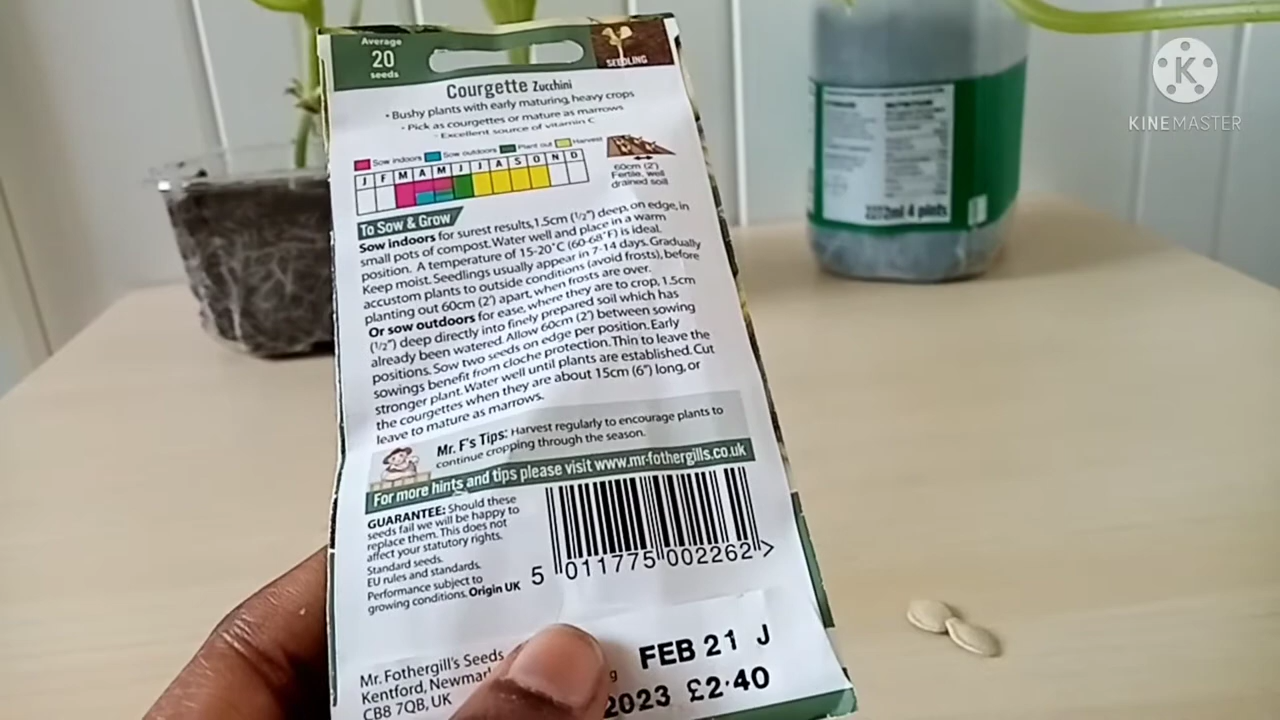 Average
20
seeds
SEEDLING
Courgette Zucchini
• Bushy plants with early maturing, heavy crops
• Pick as courgettes or mature as marrows
• Excellent source of vitamin C
Sow indoors Sow outdoors Plant out Harvest
J F M A M J J A S O N D
60cm (2')
Fertile, well
drained soil
To Sow & Grow
Sow indoors for surest results, 1.5cm (1/2") deep, on edge, in
small pots of compost. Water well and place in a warm
position. A temperature of 15-20°C (60-68°F) is ideal.
Keep moist. Seedlings usually appear in 7-14 days. Gradually
accustom plants to outside conditions (avoid frosts), before
planting out 60cm (2') apart, when frosts are over.
Or sow outdoors for ease, where they are to crop, 1.5cm
(1/2") deep directly into finely prepared soil which has
already been watered. Allow 60cm (2') between sowing
positions. Sow two seeds on edge per position. Early
sowings benefit from cloche protection. Thin to leave the
stronger plant. Water well until plants are established. Cut
the courgettes when they are about 15cm (6") long, or
leave to mature as marrows.
Mr. F's Tips: Harvest regularly to encourage plants to
continue cropping through the season.
For more hints and tips please visit www.mr-fothergills.co.uk
GUARANTEE: Should these
seeds fail we will be happy to
replace them. This does not
affect your statutory rights.
Standard seeds.
EU rules and standards.
Performance subject to
growing conditions. Origin UK
5 011775 002262 >
Mr. Fothergill's Seeds
Kentford, Newmar
CB8 7QB, UK
FEB 21 J
2023 £2.40
4 pints
K
KINEMASTER